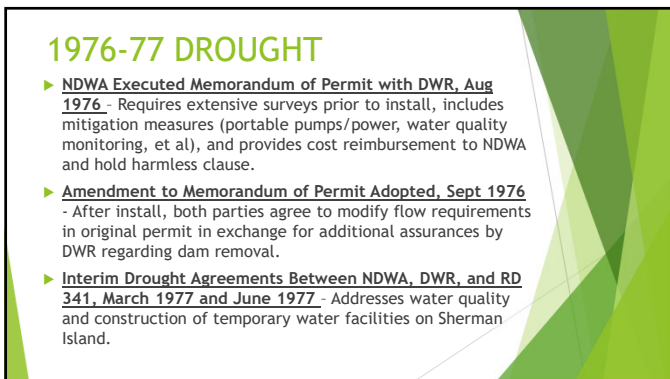 1976-77 DROUGHT
▶ NDWA Executed Memorandum of Permit with DWR, Aug
1976 - Requires extensive surveys prior to install, includes
mitigation measures (portable pumps/power, water quality
monitoring, et al), and provides cost reimbursement to NDWA
and hold harmless clause.
▶ Amendment to Memorandum of Permit Adopted, Sept 1976
- After install, both parties agree to modify flow requirements
in original permit in exchange for additional assurances by
DWR regarding dam removal.
▶ Interim Drought Agreements Between NDWA, DWR, and RD
341, March 1977 and June 1977 - Addresses water quality
and construction of temporary water facilities on Sherman
Island.